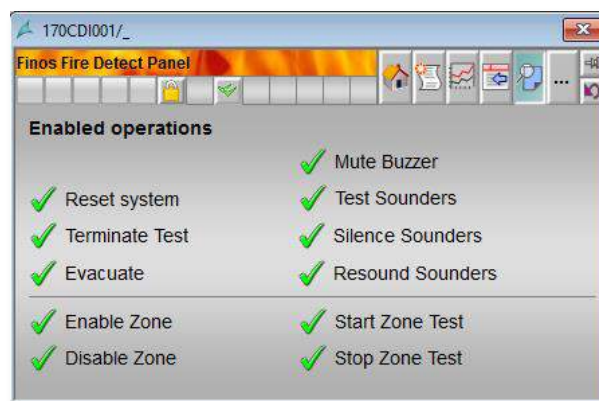 170CDI001/_
Finos Fire Detect Panel
...
Enabled operations
Mute Buzzer
Reset system
Test Sounders
Terminate Test
Silence Sounders
Evacuate
Resound Sounders
Enable Zone
Start Zone Test
Disable Zone
Stop Zone Test